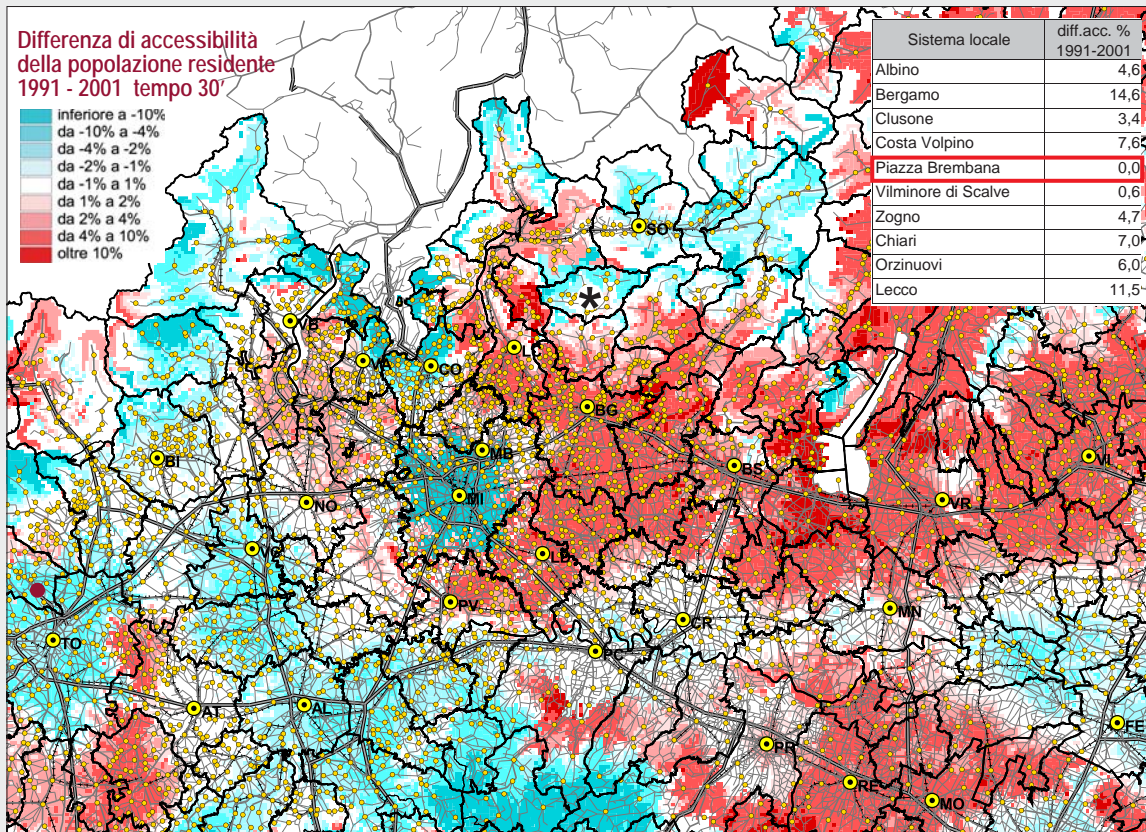 Differenza di accessibilità
della popolazione residente
1991 - 2001 tempo 30'
inferiore a -10%
da -10% a -4%
da -4% a -2%
da -2% a -1%
da -1% a 1%
da 1% a 2%
da 2% a 4%
da 4% a 10%
oltre 10%
Sistema locale diff.acc. % 1991-2001
Albino 4,6
Bergamo 14,6
Clusone 3,4
Costa Volpino 7,6
Piazza Brembana 0,0
Vilminore di Scalve 0,6
Zogno 4,7
Chiari 7,0
Orzinuovi 6,0
Lecco 11,5
SO
*
VB
VA
CO
BG
BI
MB
BS
VI
MI
NO
VR
PV
MN
CR
TO
PC
AT
AL
PR
RE
MO